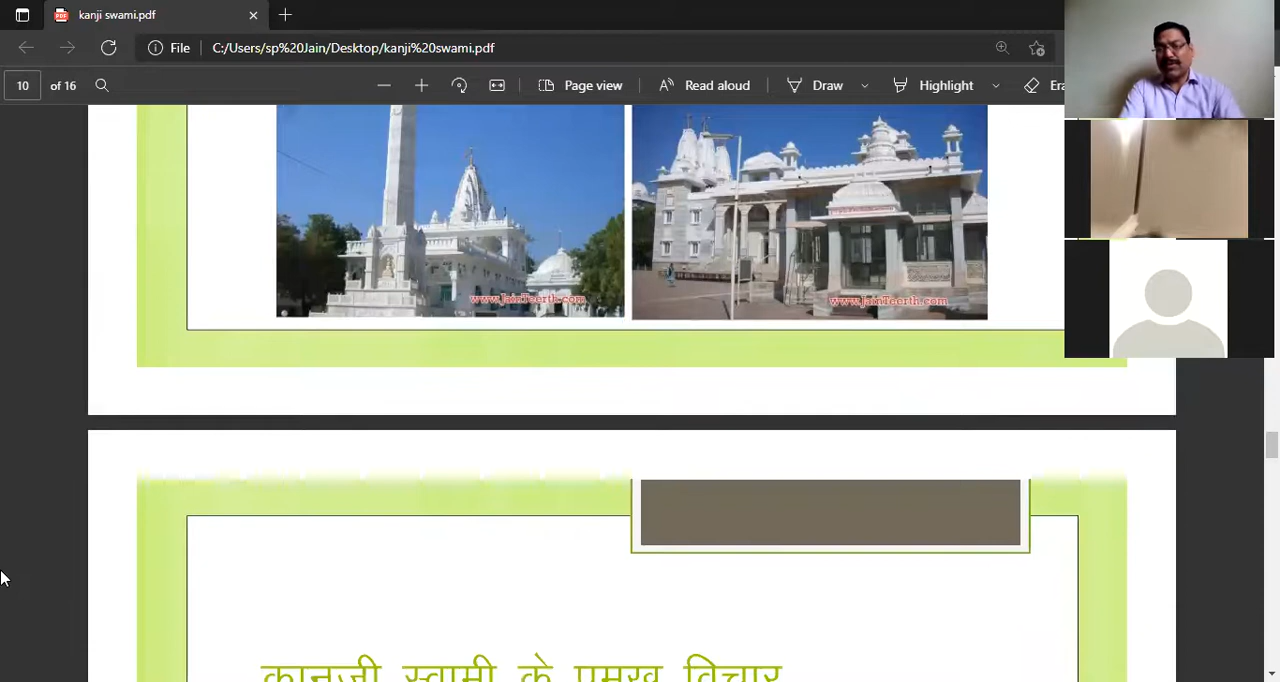 kanji swami.pdf
File C:/Users/sp%20Jain/Desktop/kanji%20swami.pdf
10 of 16 Page view Read aloud Draw Highlight Era
www.JainTeerth.com www.JainTeerth.com
कानजी स्वामी के प्रमुख विचार